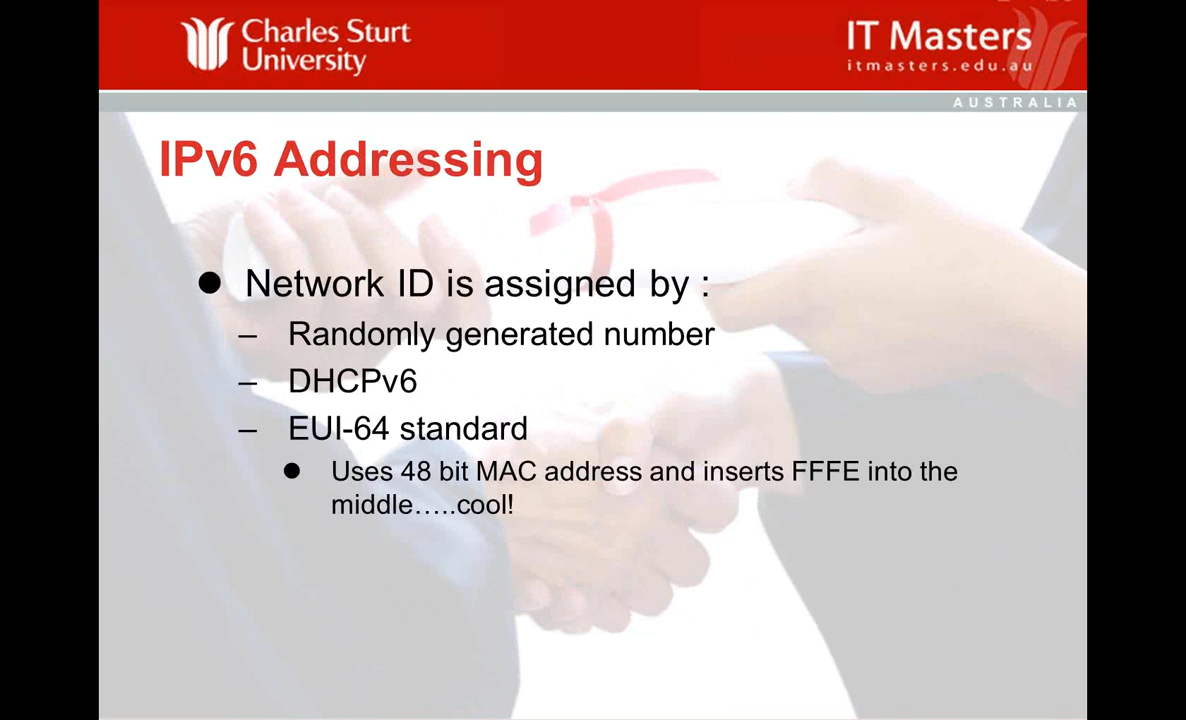 Charles Sturt
University
IT Masters
itmasters.edu.au
AUSTRALIA
IPv6 Addressing
● Network ID is assigned by :
– Randomly generated number
– DHCPv6
– EUI-64 standard
● Uses 48 bit MAC address and inserts FFFE into the
middle…..cool!